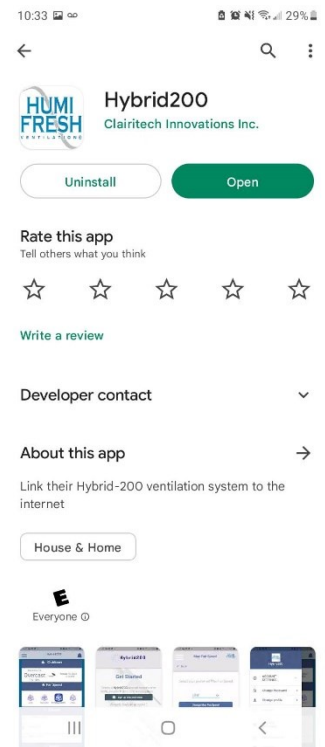 10:33
29%
HUMI
FRESH
VENTILATIONS
Hybrid200
Clairitech Innovations Inc.
Uninstall
Open
Rate this app
Tell others what you think
Write a review
Developer contact
About this app
Link their Hybrid-200 ventilation system to the
internet
House & Home
E
Everyone
Hybrid200
Get Started